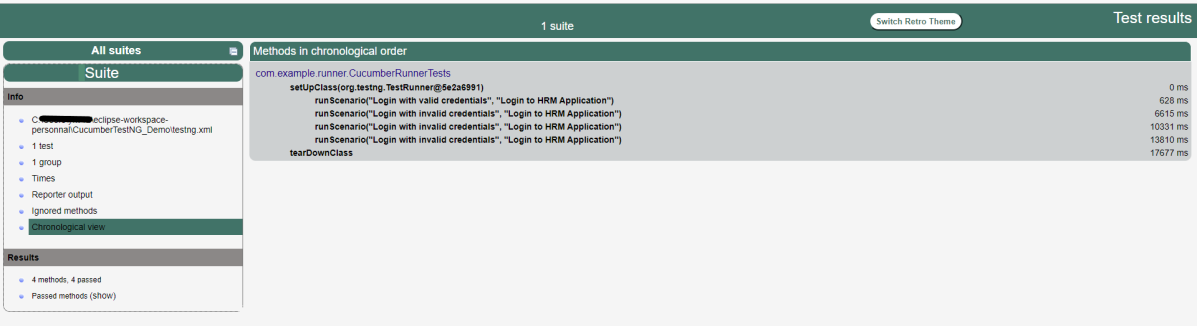 1 suite
Switch Retro Theme
Test results
All suites
Suite
Info
eclipse-workspace-
personnal\CucumberTestNG_Demo\testng.xml
1 test
1 group
Times
Reporter output
Ignored methods
Chronological view
Results
4 methods, 4 passed
Passed methods (show)
Methods in chronological order
com.example.runner.CucumberRunnerTests
setUpClass(org.testng.TestRunner@5e2a6991) 0 ms
runScenario("Login with valid credentials", "Login to HRM Application") 628 ms
runScenario("Login with invalid credentials", "Login to HRM Application") 6615 ms
runScenario("Login with invalid credentials", "Login to HRM Application") 10331 ms
runScenario("Login with invalid credentials", "Login to HRM Application") 13810 ms
tearDownClass 17677 ms